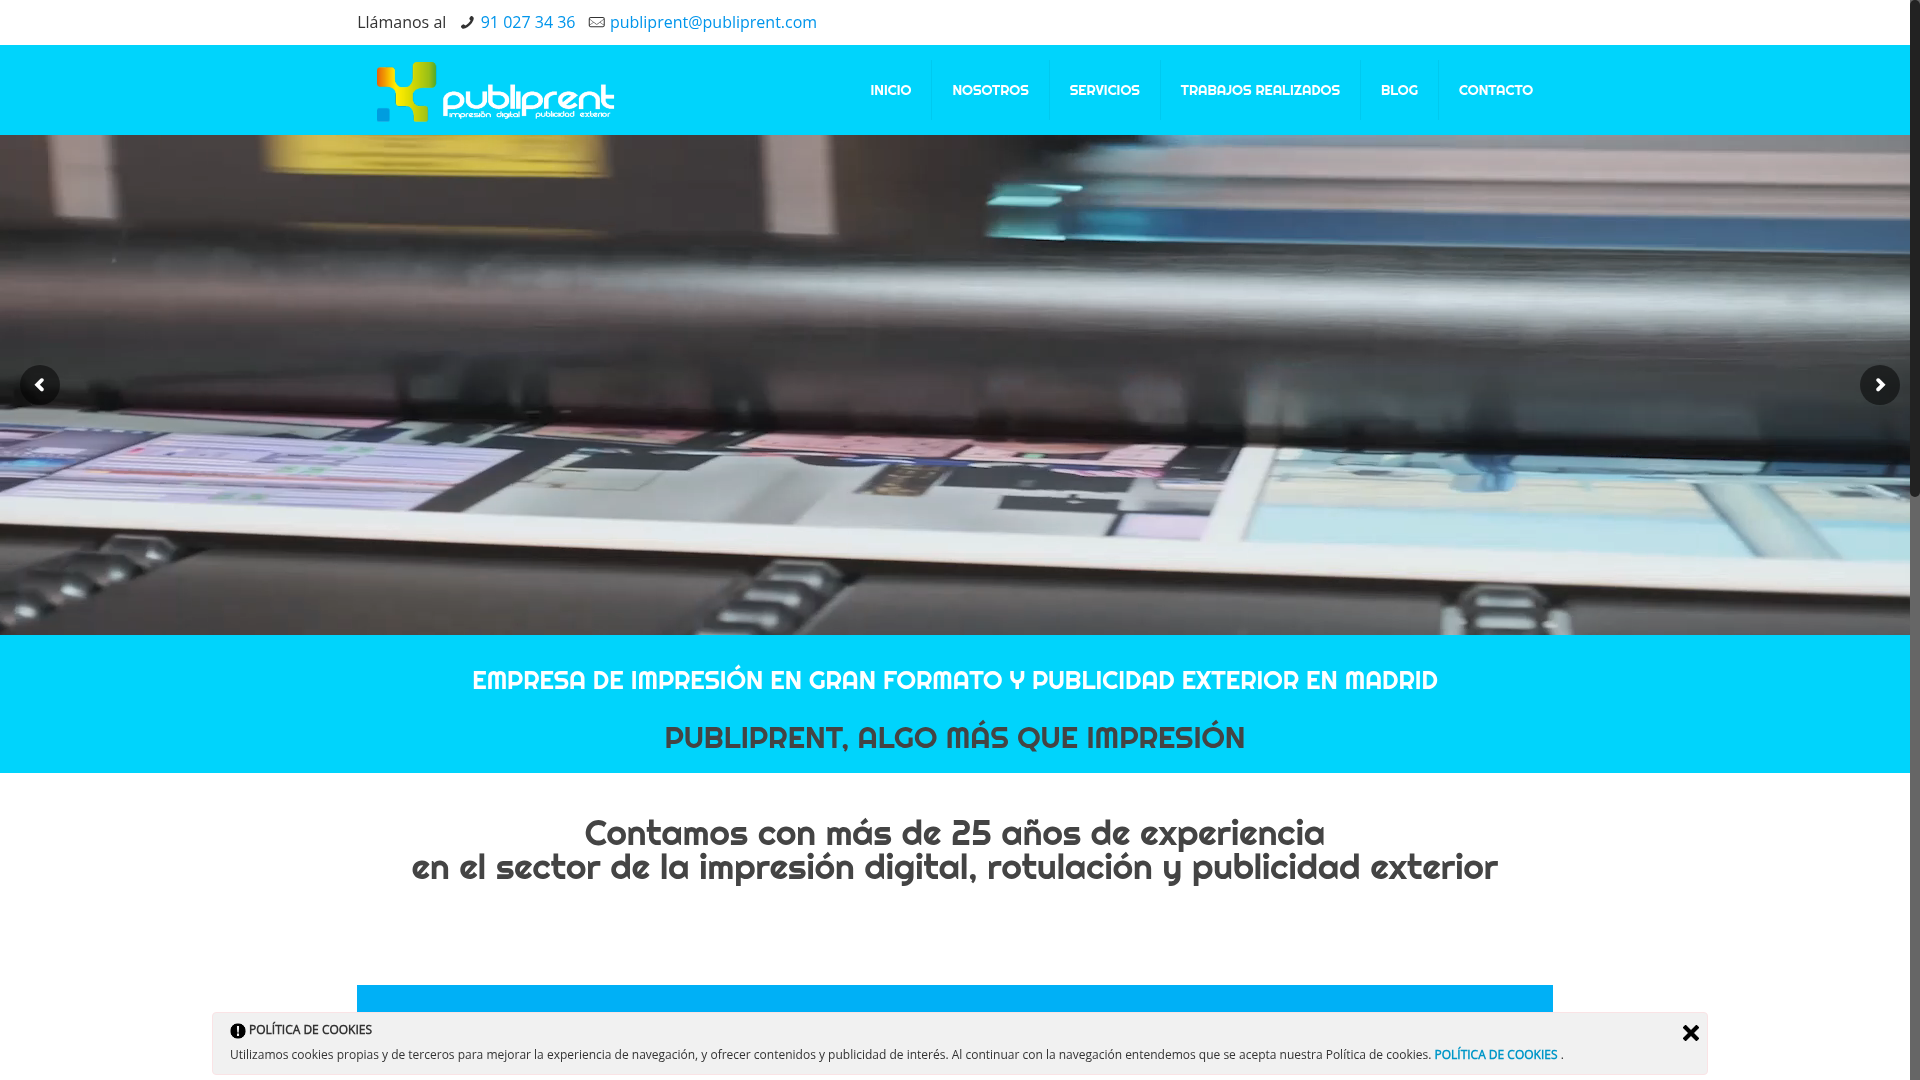 Llámanos al 91 027 34 36 publiprent@publiprent.com
publiprent
impresión digital publicidad exterior
INICIO NOSOTROS SERVICIOS TRABAJOS REALIZADOS BLOG CONTACTO
EMPRESA DE IMPRESIÓN EN GRAN FORMATO Y PUBLICIDAD EXTERIOR EN MADRID
PUBLIPRENT, ALGO MÁS QUE IMPRESIÓN
Contamos con más de 25 años de experiencia
en el sector de la impresión digital, rotulación y publicidad exterior
POLÍTICA DE COOKIES
Utilizamos cookies propias y de terceros para mejorar la experiencia de navegación, y ofrecer contenidos y publicidad de interés. Al continuar con la navegación entendemos que se acepta nuestra Política de cookies. POLÍTICA DE COOKIES .